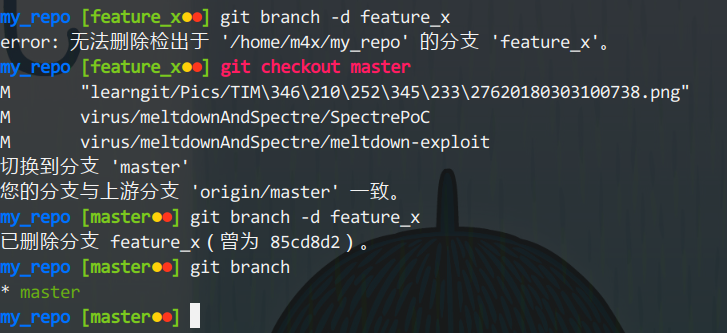 my_repo [feature_x●●] git branch -d feature_x
error: 无法删除检出于 '/home/m4x/my_repo' 的分支 'feature_x'。
my_repo [feature_x●●] git checkout master
M       "learngit/Pics/TIM\346\210\252\345\233\27620180303100738.png"
M       virus/meltdownAndSpectre/SpectrePoC
M       virus/meltdownAndSpectre/meltdown-exploit
切换到分支 'master'
您的分支与上游分支 'origin/master' 一致。
my_repo [master●●] git branch -d feature_x
已删除分支 feature_x（曾为 85cd8d2）。
my_repo [master●●] git branch
* master
my_repo [master●●]